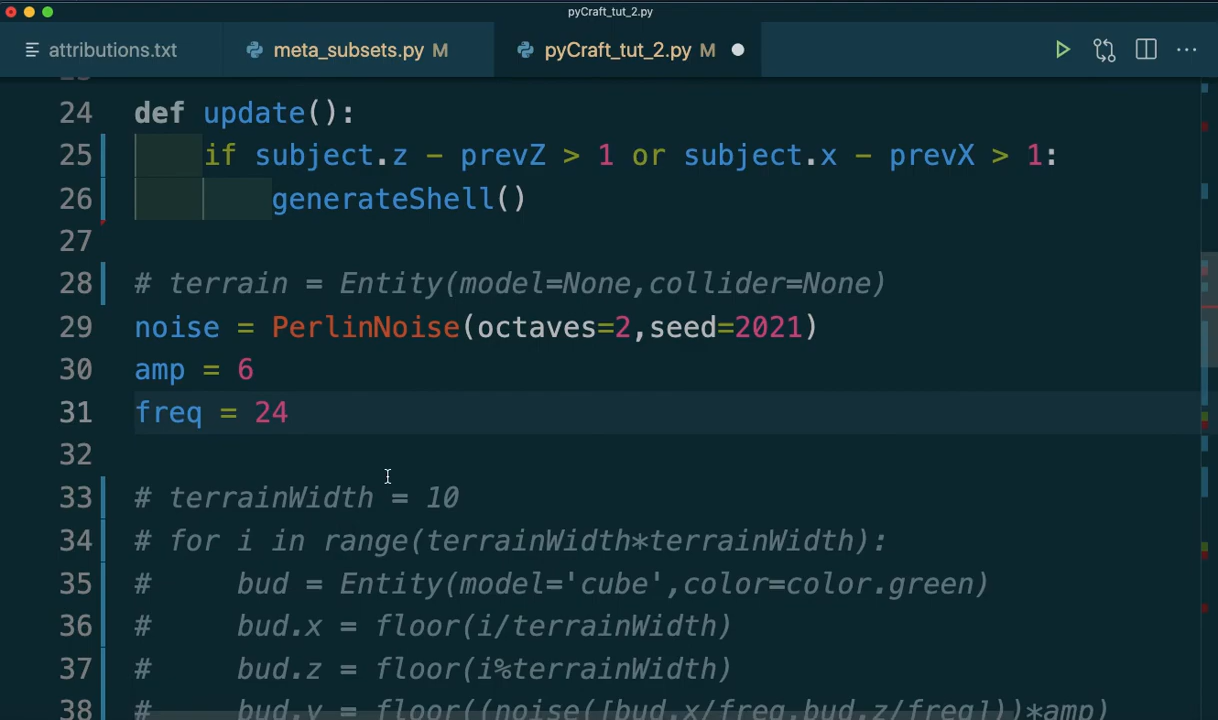 pyCraft_tut_2.py
attributions.txt meta_subsets.py M pyCraft_tut_2.py M
24 def update():
25 if subject.z - prevZ > 1 or subject.x - prevX > 1:
26 generateShell()
27
28 # terrain = Entity(model=None,collider=None)
29 noise = PerlinNoise(octaves=2,seed=2021)
30 amp = 6
31 freq = 24
32
33 # terrainWidth = 10
34 # for i in range(terrainWidth*terrainWidth):
35 # bud = Entity(model='cube',color=color.green)
36 # bud.x = floor(i/terrainWidth)
37 # bud.z = floor(i%terrainWidth)
38 # bud.y = floor((noise([bud.x/freq,bud.z/freq]))*amp)